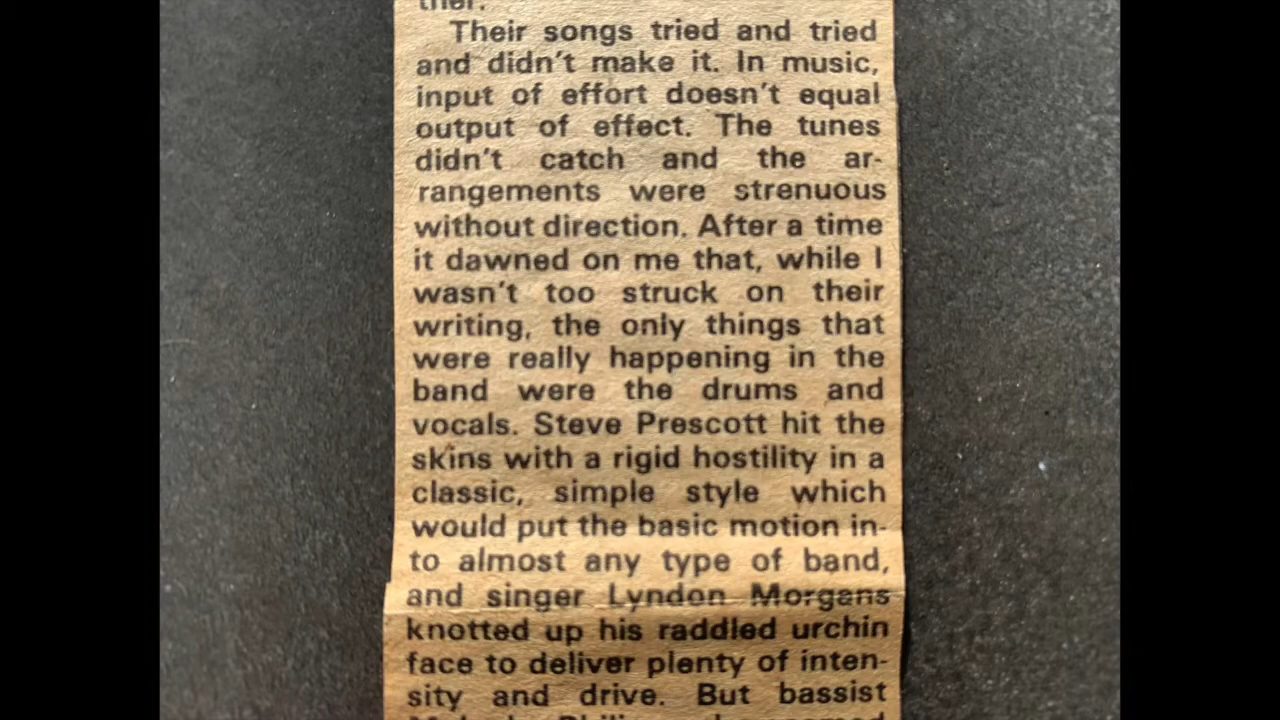 Their songs tried and tried
and didn't make it. In music,
input of effort doesn't equal
output of effect. The tunes
didn't catch and the ar-
rangements were strenuous
without direction. After a time
it dawned on me that, while I
wasn't too struck on their
writing, the only things that
were really happening in the
band were the drums and
vocals. Steve Prescott hit the
skins with a rigid hostility in a
classic, simple style which
would put the basic motion in-
to almost any type of band,
and singer Lyndon Morgans
knotted up his raddled urchin
face to deliver plenty of inten-
sity and drive. But bassist